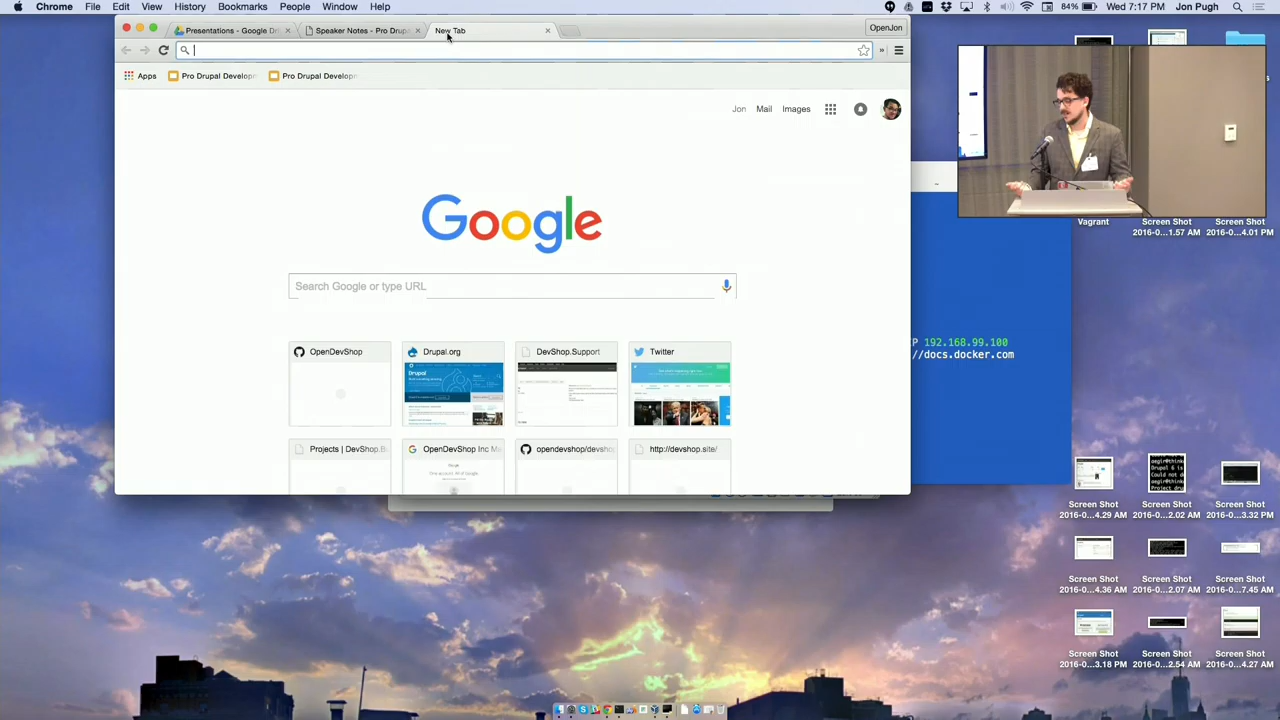 Chrome File Edit View History Bookmarks People Window Help
84% Wed 7:17 PM Jon Pugh
Presentations - Google Dri
Speaker Notes - Pro Drupa
New Tab
OpenJon
Apps Pro Drupal Developm Pro Drupal Developm
Jon Mail Images
Google
Search Google or type URL
OpenDevShop Drupal.org DevShop.Support Twitter
Projects | DevShop.B OpenDevShop Inc Ma opendevshop/devsho http://devshop.site/
P 192.168.99.100
//docs.docker.com
Vagrant
Screen Shot
2016-0...1.57 AM
Screen Shot
2016-0...4.01 PM
Screen Shot
2016-0...4.29 AM
Screen Shot
2016-0...2.02 AM
Screen Shot
2016-0...3.32 PM
Screen Shot
2016-0...4.36 AM
Screen Shot
2016-0...2.07 AM
Screen Shot
2016-0...7.45 AM
Screen Shot
2016-0...3.18 PM
Screen Shot
2016-0...2.54 AM
Screen Shot
2016-0...4.27 AM